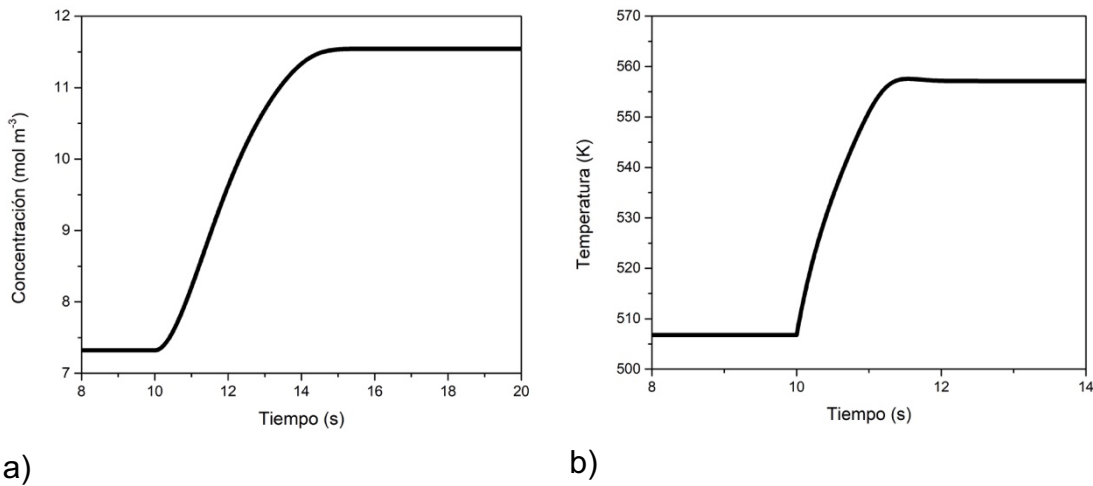 Concentración (mol m⁻³)
12
11
10
9
8
7
8 10 12 14 16 18 20
Tiempo (s)
a)
Temperatura (K)
570
560
550
540
530
520
510
500
8 10 12 14
Tiempo (s)
b)